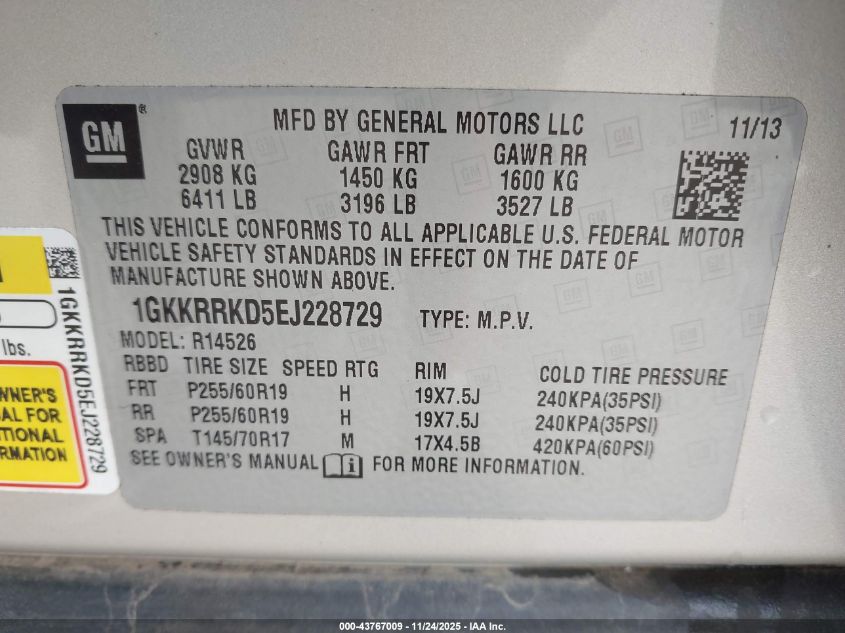 GM ®
MFD BY GENERAL MOTORS LLC 11/13
GVWR GAWR FRT GAWR RR
2908 KG 1450 KG 1600 KG
6411 LB 3196 LB 3527 LB
THIS VEHICLE CONFORMS TO ALL APPLICABLE U.S. FEDERAL MOTOR
VEHICLE SAFETY STANDARDS IN EFFECT ON THE DATE OF
MANUFACTURE SHOWN ABOVE.
1GKKRRKD5EJ228729 TYPE: M.P.V.
MODEL: R14526
RBBD TIRE SIZE SPEED RTG RIM COLD TIRE PRESSURE
FRT P255/60R19 H 19X7.5J 240KPA(35PSI)
RR P255/60R19 H 19X7.5J 240KPA(35PSI)
SPA T145/70R17 M 17X4.5B 420KPA(60PSI)
SEE OWNER'S MANUAL FOR MORE INFORMATION.
1GKKRRKD5EJ228729
lbs.
000-43767009 - 11/24/2025 - IAA Inc.